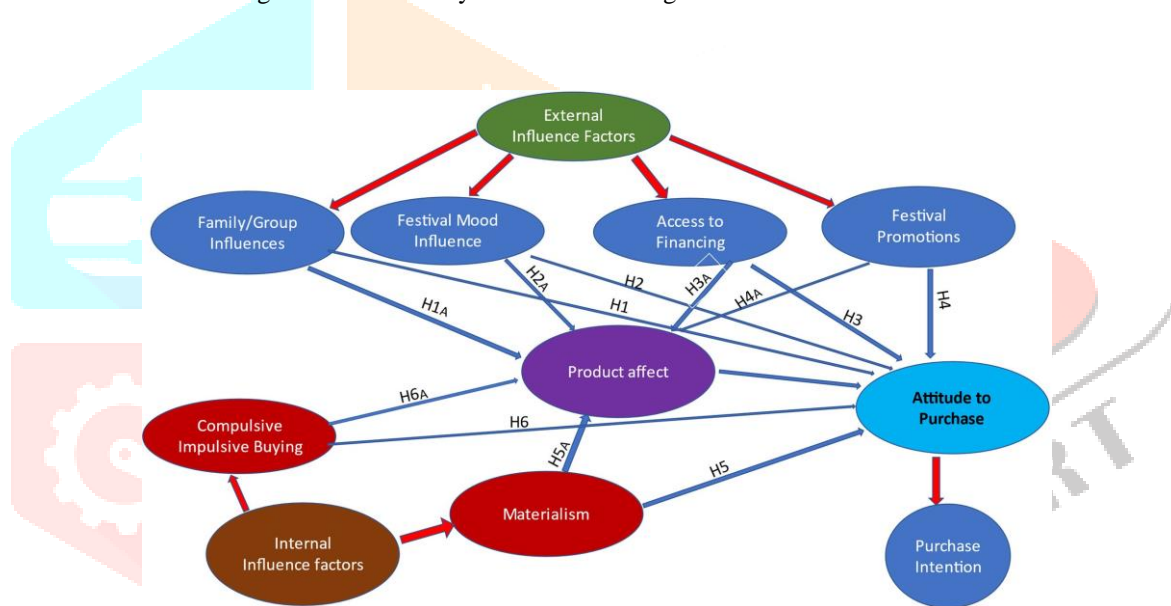 External
Influence Factors
Family/Group
Influences
Festival Mood
Influence
Access to
Financing
Festival
Promotions
H1A
H2A
H1
H2
H3A
H4A
H3
H4
Product affect
Attitude to
Purchase
H6A
H6
Compulsive
Impulsive Buying
H5A
H5
Materialism
Internal
Influence factors
Purchase
Intention